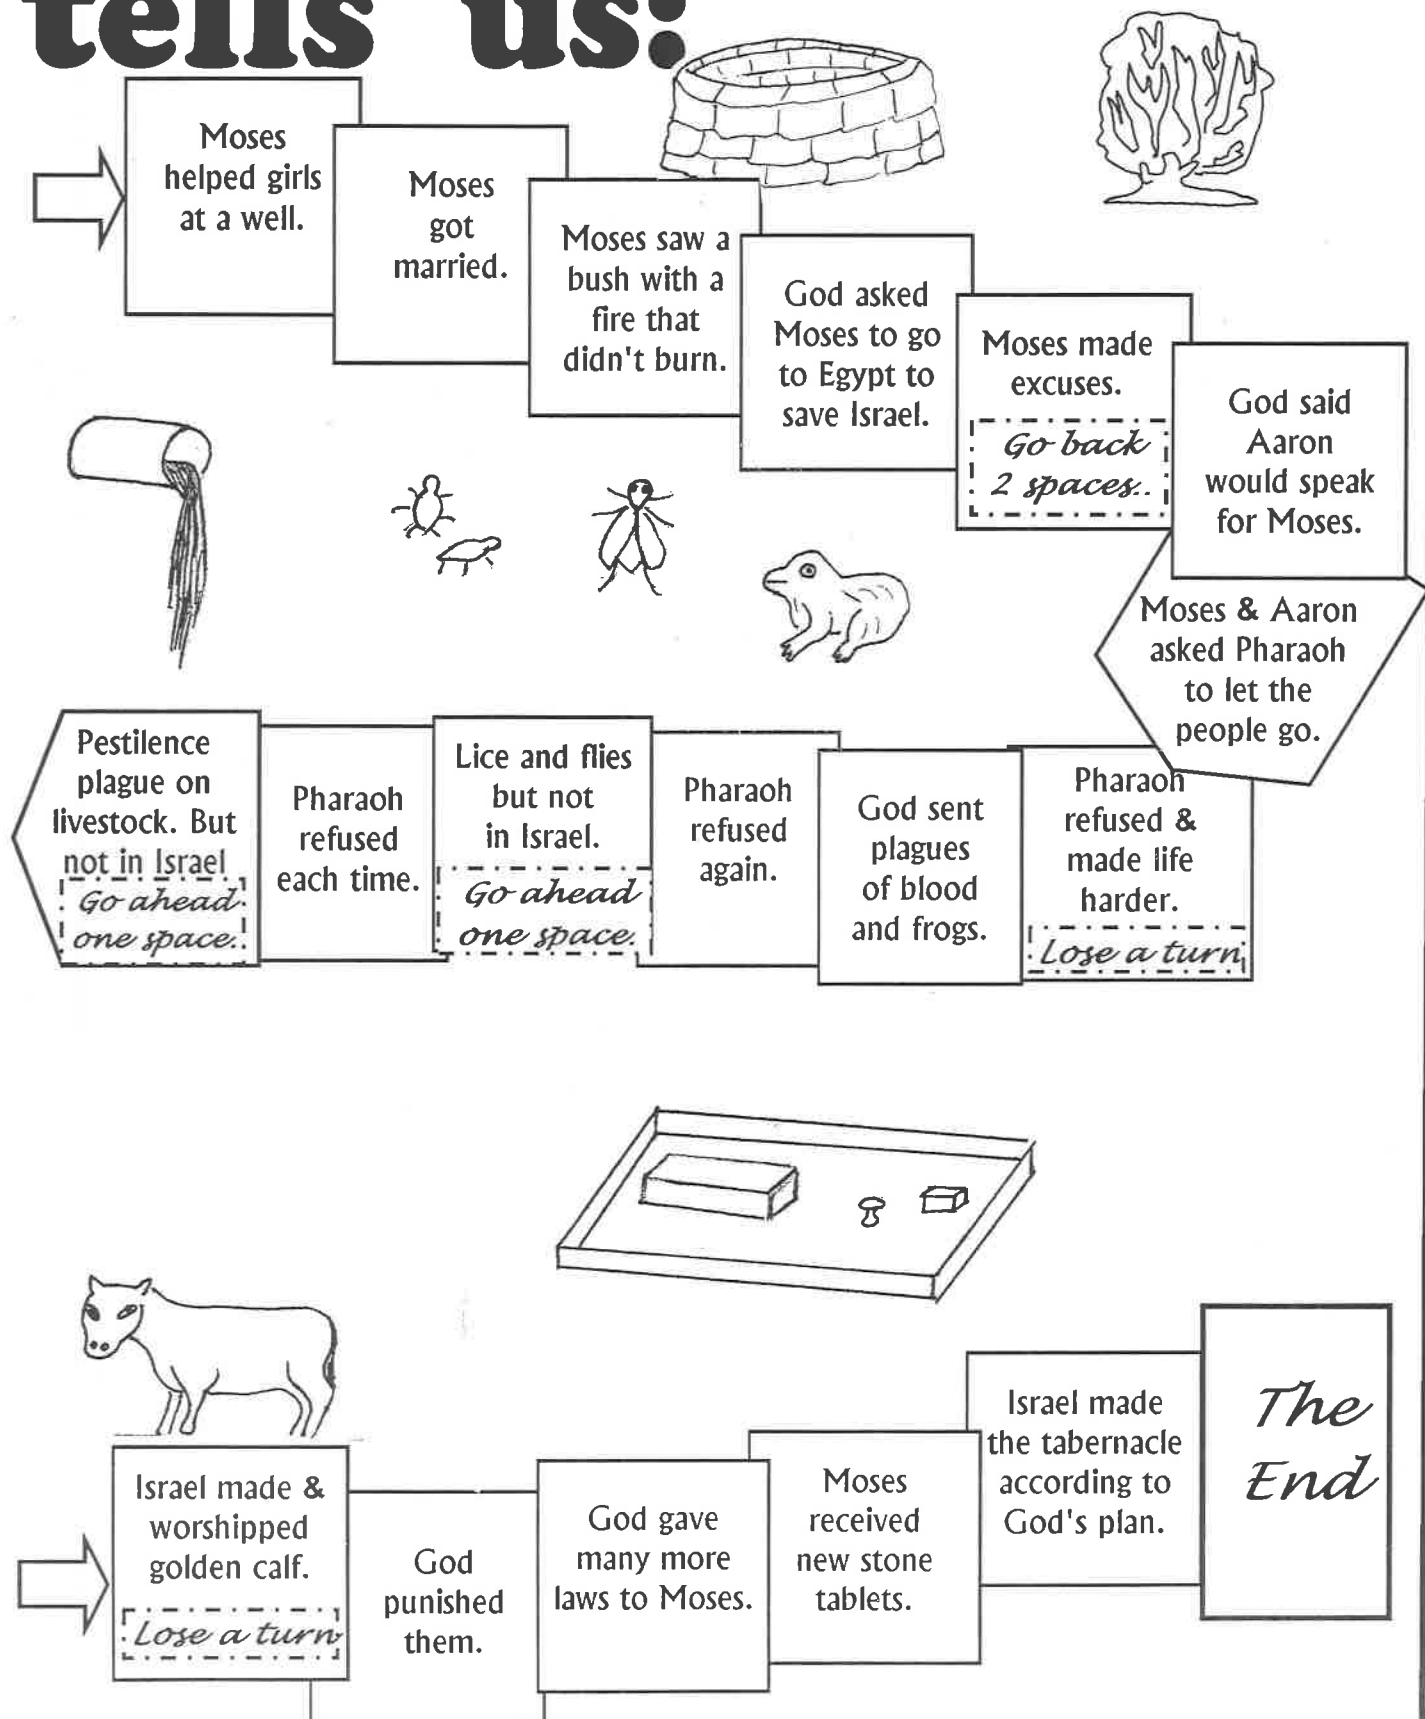 tells us:
Moses
helped girls
at a well.
Moses
got
married.
Moses saw a
bush with a
fire that
didn't burn.
God asked
Moses to go
to Egypt to
save Israel.
Moses made
excuses.
Go back
2 spaces..
God said
Aaron
would speak
for Moses.
Moses & Aaron
asked Pharaoh
to let the
people go.
Pharaoh
refused &
made life
harder.
Lose a turn
God sent
plagues
of blood
and frogs.
Pharaoh
refused
again.
Lice and flies
but not
in Israel.
Go ahead
one space.
Pharaoh
refused
each time.
Pestilence
plague on
livestock. But
not in Israel
Go ahead
one space.
Israel made &
worshipped
golden calf.
Lose a turn
God
punished
them.
God gave
many more
laws to Moses.
Moses
received
new stone
tablets.
Israel made
the tabernacle
according to
God's plan.
The
End